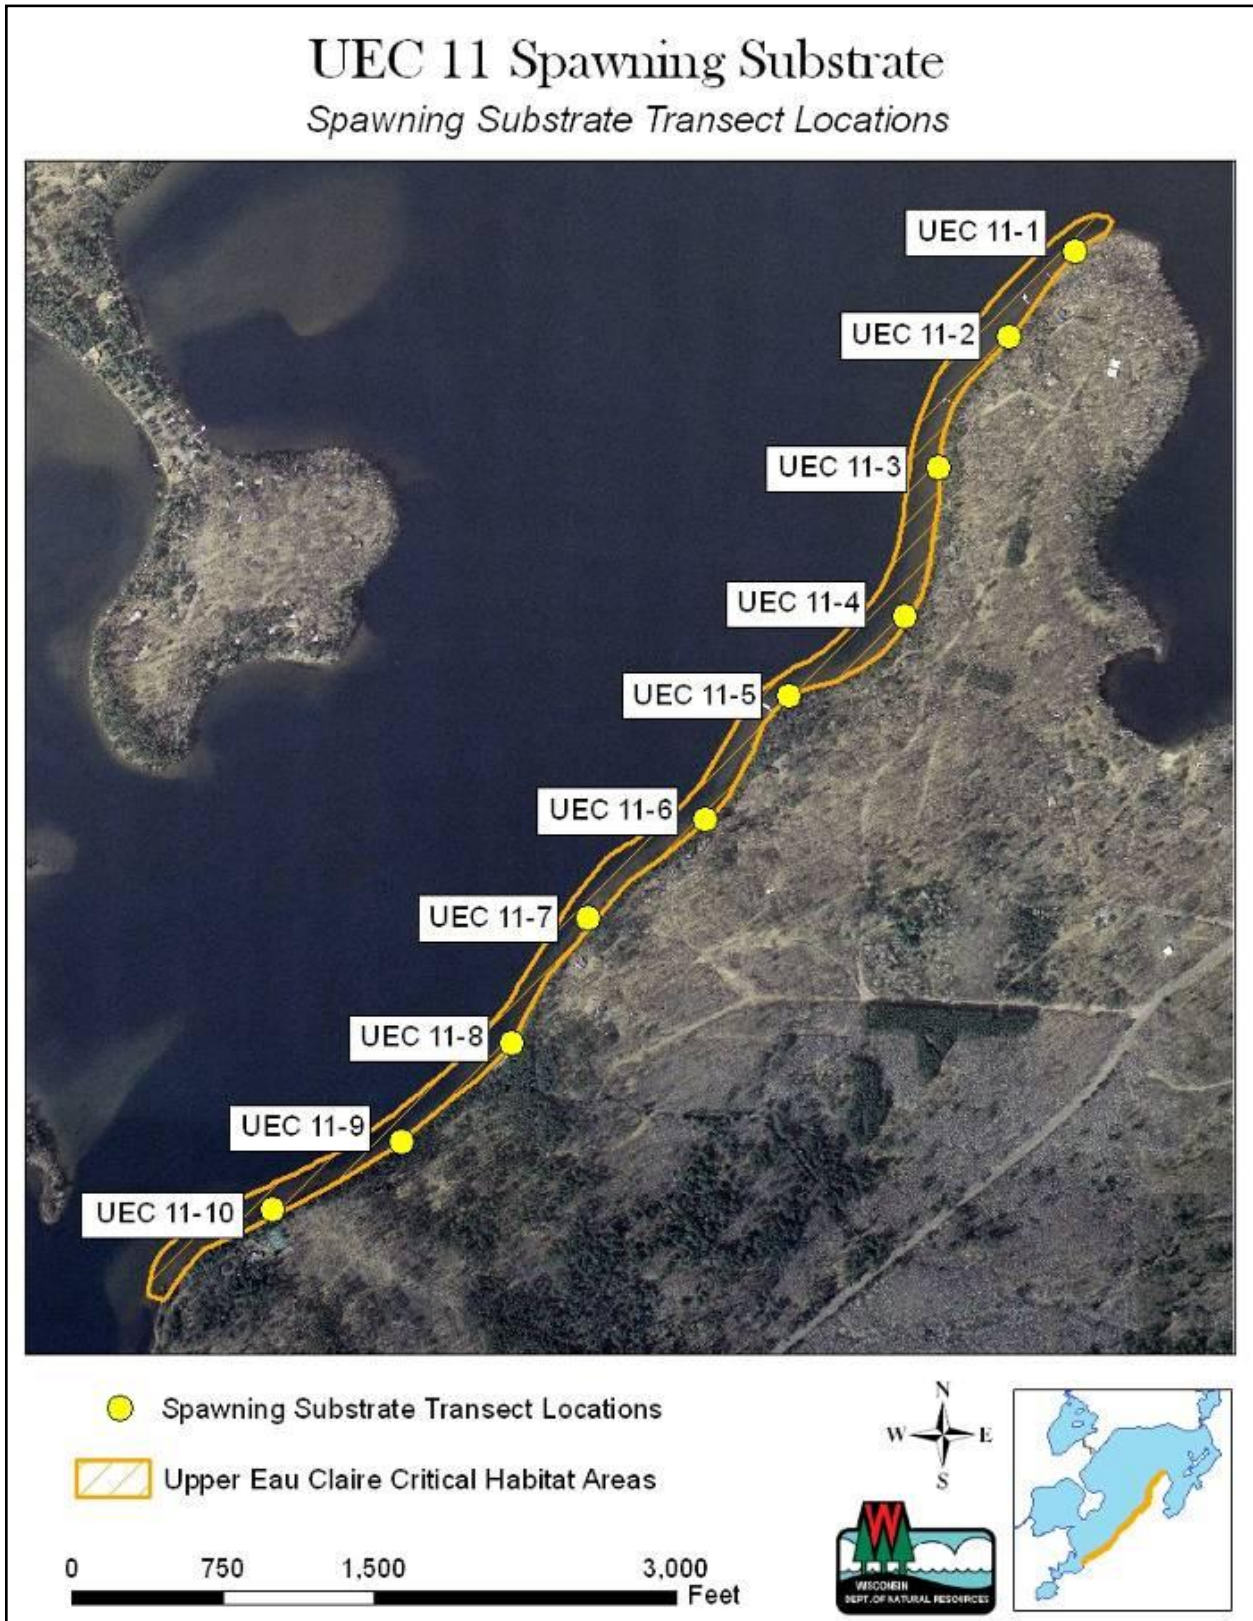 UEC 11 Spawning Substrate
Spawning Substrate Transect Locations
UEC 11-1
UEC 11-2
UEC 11-3
UEC 11-4
UEC 11-5
UEC 11-6
UEC 11-7
UEC 11-8
UEC 11-9
UEC 11-10
Spawning Substrate Transect Locations
Upper Eau Claire Critical Habitat Areas
0 750 1,500 3,000
Feet
N
W E
S
W
WISCONSIN
DEPT. OF NATURAL RESOURCES